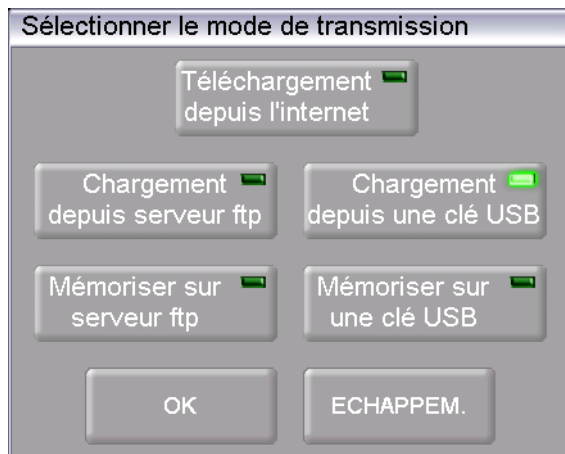 Sélectionner le mode de transmission
Téléchargement
depuis l'internet
Chargement
depuis serveur ftp
Chargement
depuis une clé USB
Mémoriser sur
serveur ftp
Mémoriser sur
une clé USB
OK
ECHAPPEM.